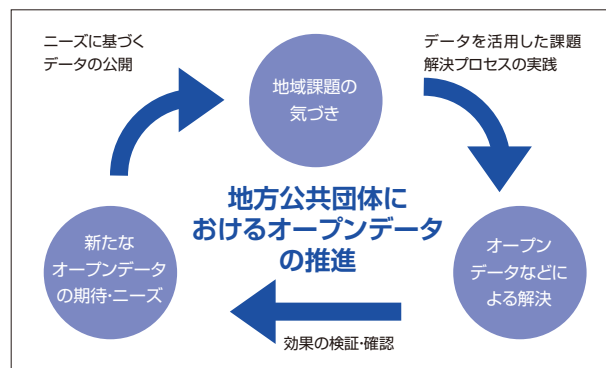 ニーズに基づく
データの公開
地域課題の
気づき
データを活用した課題
解決プロセスの実践
地方公共団体に
おけるオープンデータ
の推進
新たな
オープンデータ
の期待・ニーズ
オープン
データなどに
よる解決
効果の検証・確認